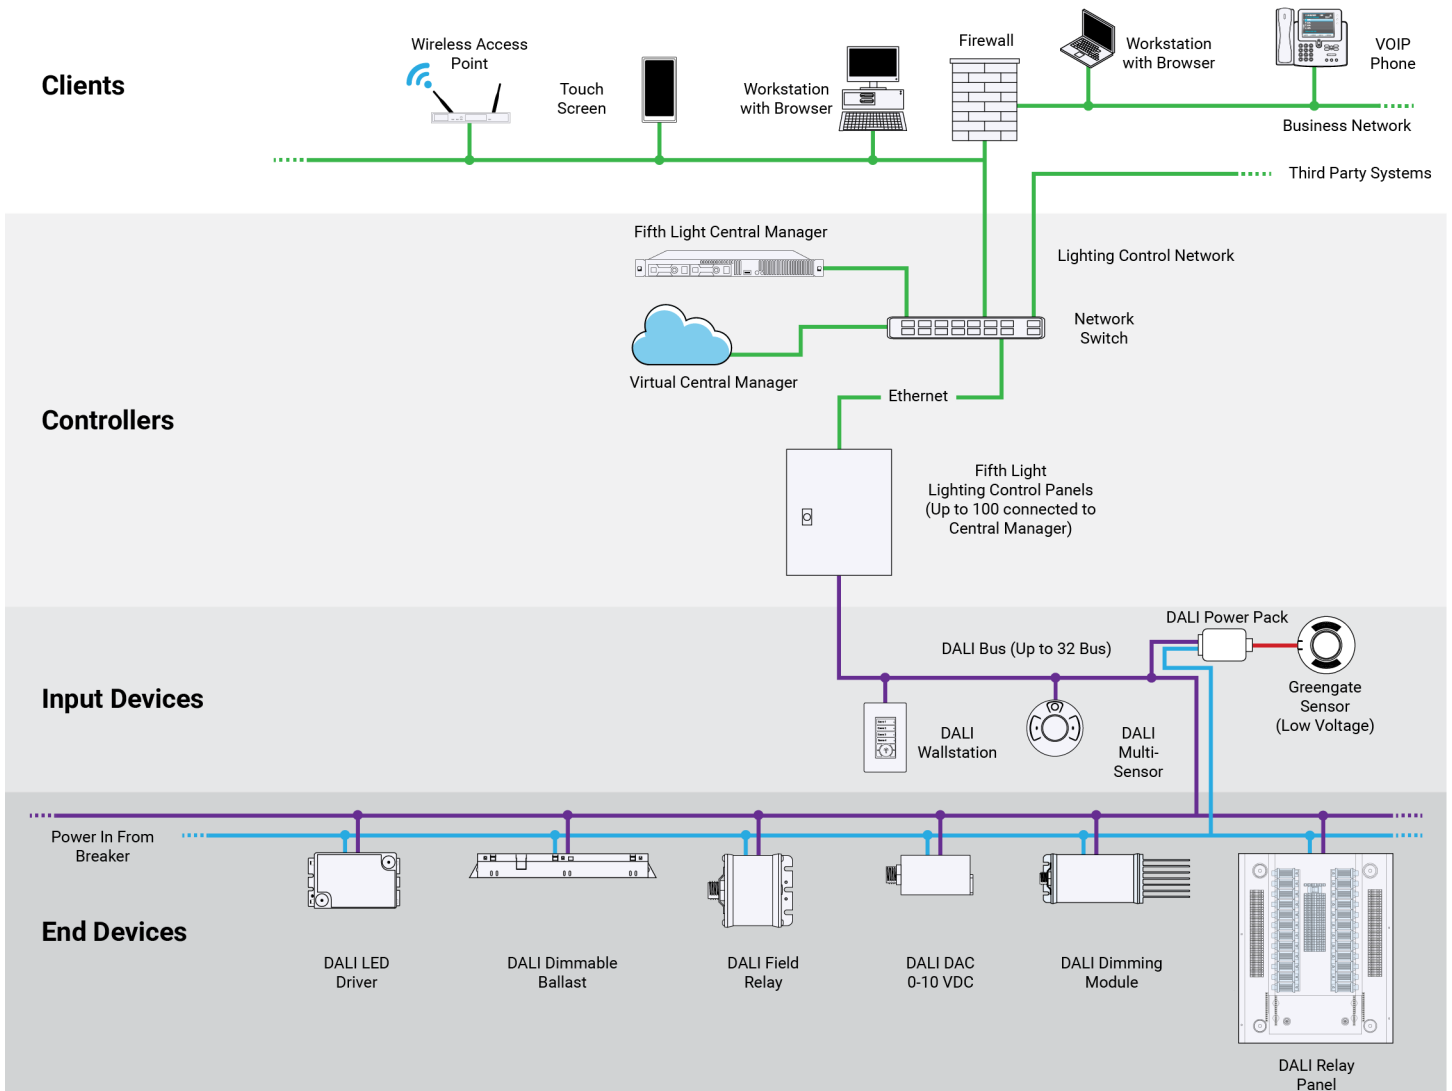 Clients
Wireless Access
Point
Touch
Screen
Workstation
with Browser
Firewall
Workstation
with Browser
VOIP
Phone
Business Network
Third Party Systems
Fifth Light Central Manager
Lighting Control Network
Network
Switch
Virtual Central Manager
Ethernet
Controllers
Fifth Light
Lighting Control Panels
(Up to 100 connected to
Central Manager)
DALI Power Pack
DALI Bus (Up to 32 Bus)
Input Devices
Greengate
Sensor
(Low Voltage)
DALI
Wallstation
DALI
Multi-
Sensor
Power In From
Breaker
End Devices
DALI LED
Driver
DALI Dimmable
Ballast
DALI Field
Relay
DALI DAC
0-10 VDC
DALI Dimming
Module
DALI Relay
Panel